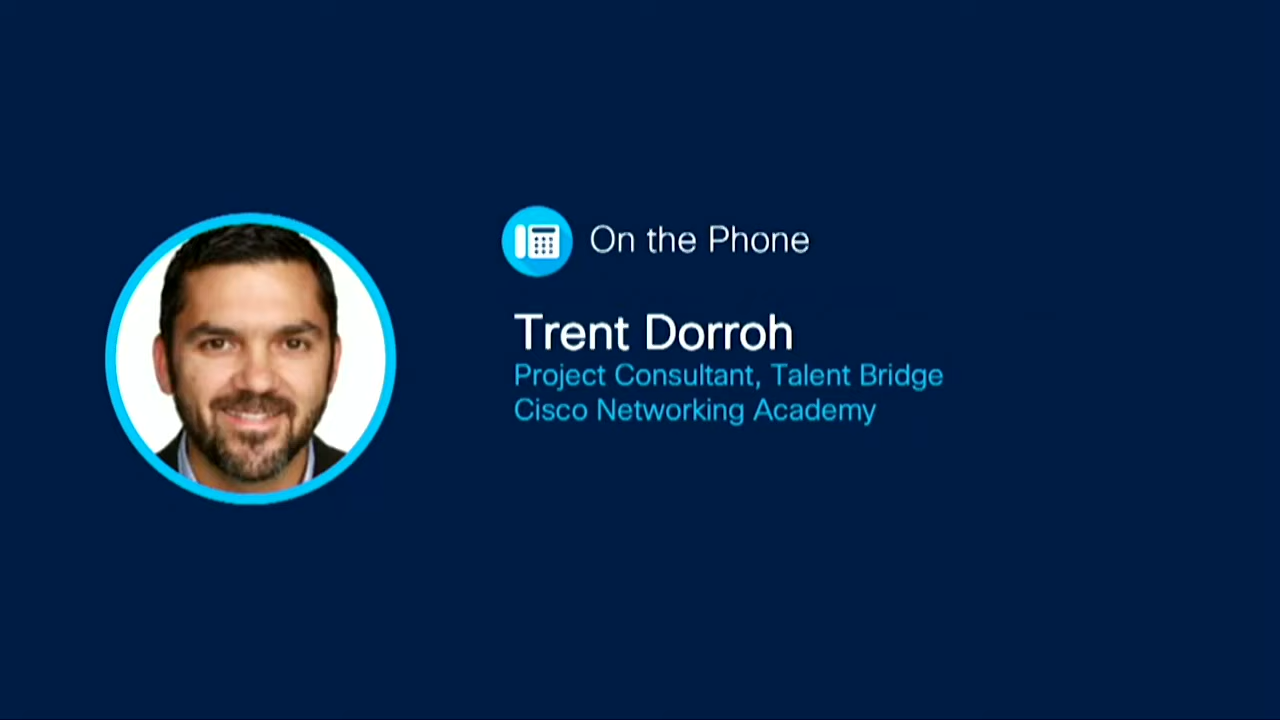 On the Phone
Trent Dorroh
Project Consultant, Talent Bridge
Cisco Networking Academy